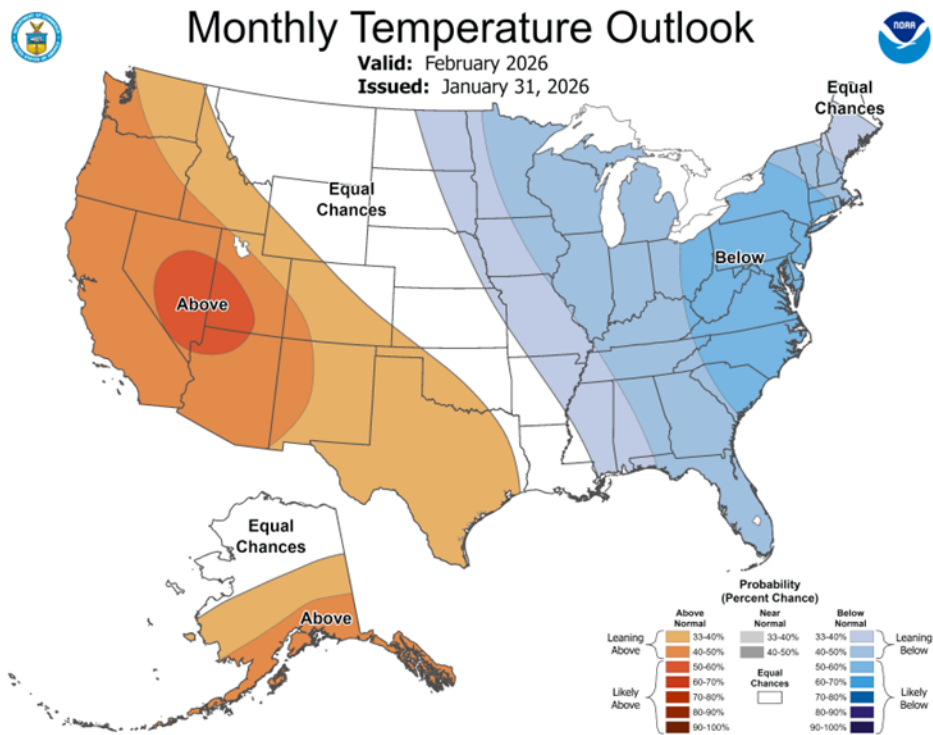 Monthly Temperature Outlook
Valid: February 2026
Issued: January 31, 2026
NOAA
Equal
Chances
Equal
Chances
Above
Below
Equal
Chances
Above
Probability
(Percent Chance)
Above
Normal
Near
Normal
Below
Normal
Leaning
Above
33-40%
33-40%
33-40%
Leaning
Below
40-50%
40-50%
40-50%
50-60%
50-60%
Equal
Chances
60-70%
60-70%
Likely
Above
70-80%
70-80%
Likely
Below
80-90%
80-90%
90-100%
90-100%